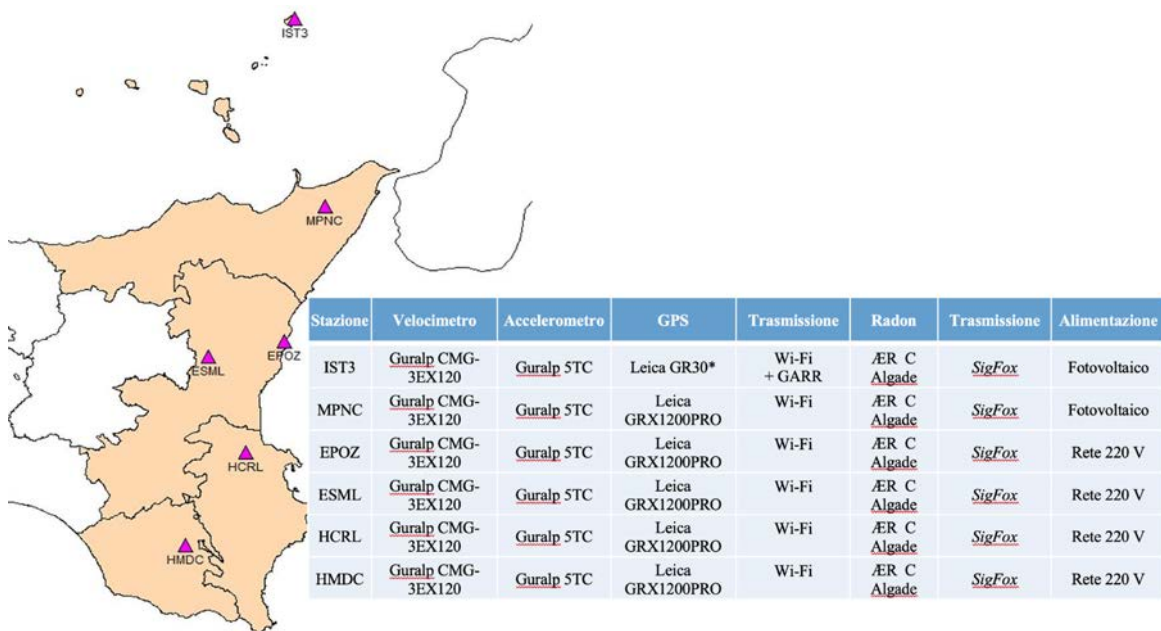 IST3
MPNC
EPOZ
ESML
HCRL
HMDC
Stazione Velocimetro Accelerometro GPS Trasmissione Radon Trasmissione Alimentazione
IST3 Guralp CMG-3EX120 Guralp 5TC Leica GR30* Wi-Fi + GARR ÆR C Algade SigFox Fotovoltaico
MPNC Guralp CMG-3EX120 Guralp 5TC Leica GRX1200PRO Wi-Fi ÆR C Algade SigFox Fotovoltaico
EPOZ Guralp CMG-3EX120 Guralp 5TC Leica GRX1200PRO Wi-Fi ÆR C Algade SigFox Rete 220 V
ESML Guralp CMG-3EX120 Guralp 5TC Leica GRX1200PRO Wi-Fi ÆR C Algade SigFox Rete 220 V
HCRL Guralp CMG-3EX120 Guralp 5TC Leica GRX1200PRO Wi-Fi ÆR C Algade SigFox Rete 220 V
HMDC Guralp CMG-3EX120 Guralp 5TC Leica GRX1200PRO Wi-Fi ÆR C Algade SigFox Rete 220 V